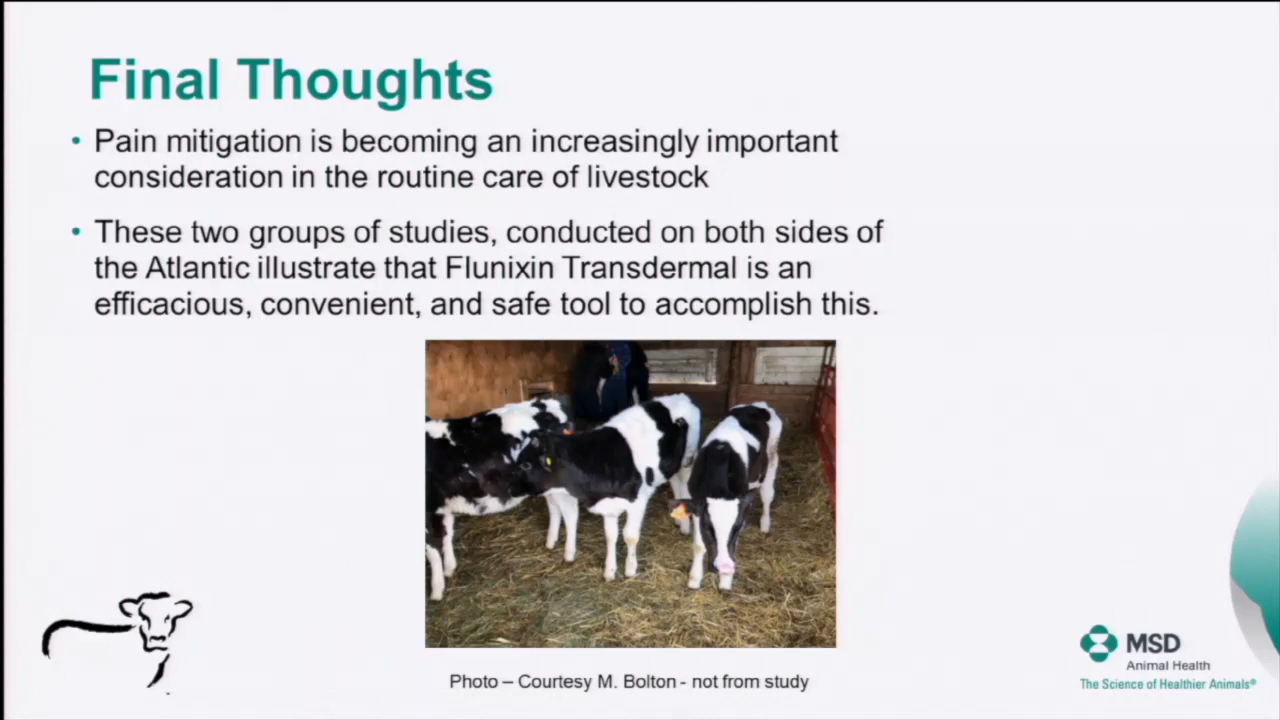 Final Thoughts
• Pain mitigation is becoming an increasingly important
consideration in the routine care of livestock
• These two groups of studies, conducted on both sides of
the Atlantic illustrate that Flunixin Transdermal is an
efficacious, convenient, and safe tool to accomplish this.
Photo – Courtesy M. Bolton - not from study
MSD
Animal Health
The Science of Healthier Animals®